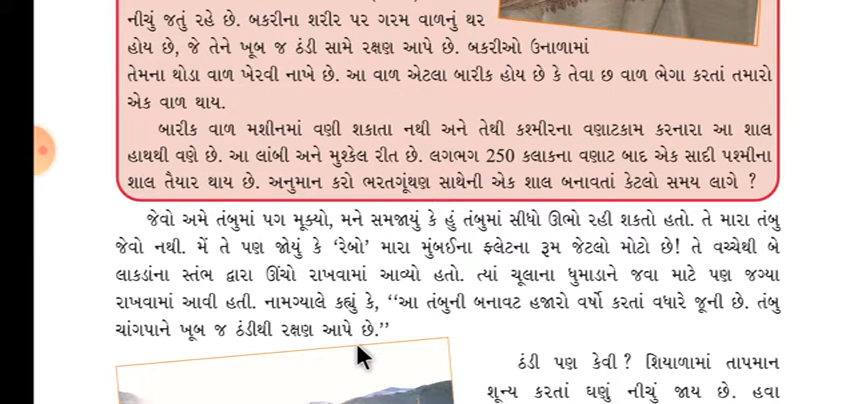 નીચું જતું રહે છે. બકરીના શરીર પર ગરમ વાળનું થર
હોય છે, જે તેને ખૂબ જ ઠંડી સામે રક્ષણ આપે છે. બકરીઓ ઉનાળામાં
તેમના થોડા વાળ ખેરવી નાખે છે. આ વાળ એટલા બારીક હોય છે કે તેવા છ વાળ ભેગા કરતાં તમારો
એક વાળ થાય.
બારીક વાળ મશીનમાં વણી શકાતા નથી અને તેથી કશ્મીરના વણાટકામ કરનારા આ શાલ
હાથથી વણે છે. આ લાંબી અને મુશ્કેલ રીત છે. લગભગ 250 કલાકના વણાટ બાદ એક સાદી પશ્મીના
શાલ તૈયાર થાય છે. અનુમાન કરો ભરતગૂંથણ સાથેની એક શાલ બનાવતાં કેટલો સમય લાગે ?
જેવો અમે તંબુમાં પગ મૂક્યો, મને સમજાયું કે હું તંબુમાં સીધો ઊભો રહી શકતો હતો. તે મારા તંબુ
જેવો નથી. મેં તે પણ જોયું કે ‘રેબો’ મારા મુંબઈના ફ્લેટના રૂમ જેટલો મોટો છે! તે વચ્ચેથી બે
લાકડાંના સ્તંભ દ્વારા ઊંચો રાખવામાં આવ્યો હતો. ત્યાં ચૂલાના ધુમાડાને જવા માટે પણ જગ્યા
રાખવામાં આવી હતી. નામગ્યાલે કહ્યું કે, ‘‘આ તંબુની બનાવટ હજારો વર્ષો કરતાં વધારે જૂની છે. તંબુ
ચાંગપાને ખૂબ જ ઠંડીથી રક્ષણ આપે છે.’’
ઠંડી પણ કેવી ? શિયાળામાં તાપમાન
શૂન્ય કરતાં ઘણું નીચું જાય છે. હવા